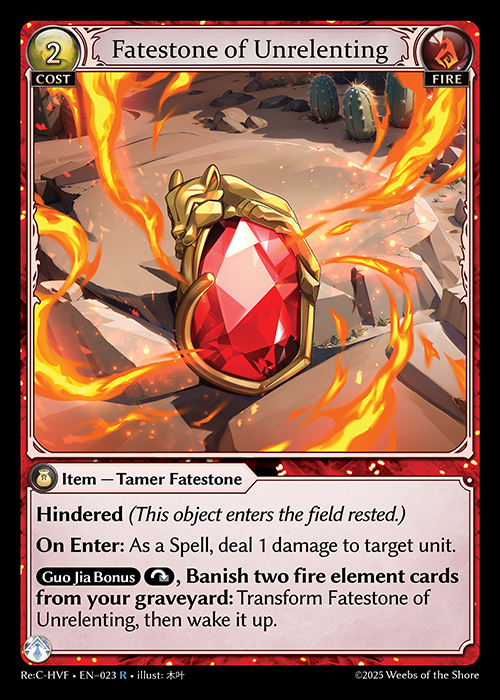 2
Fatestone of Unrelenting
COST
FIRE
Item — Tamer Fatestone
Hindered (This object enters the field rested.)
On Enter: As a Spell, deal 1 damage to target unit.
Guo Jia Bonus , Banish two fire element cards
from your graveyard: Transform Fatestone of
Unrelenting, then wake it up.
Re:C-HVF • EN-023 R • illust: 木叶
©2025 Weebs of the Shore